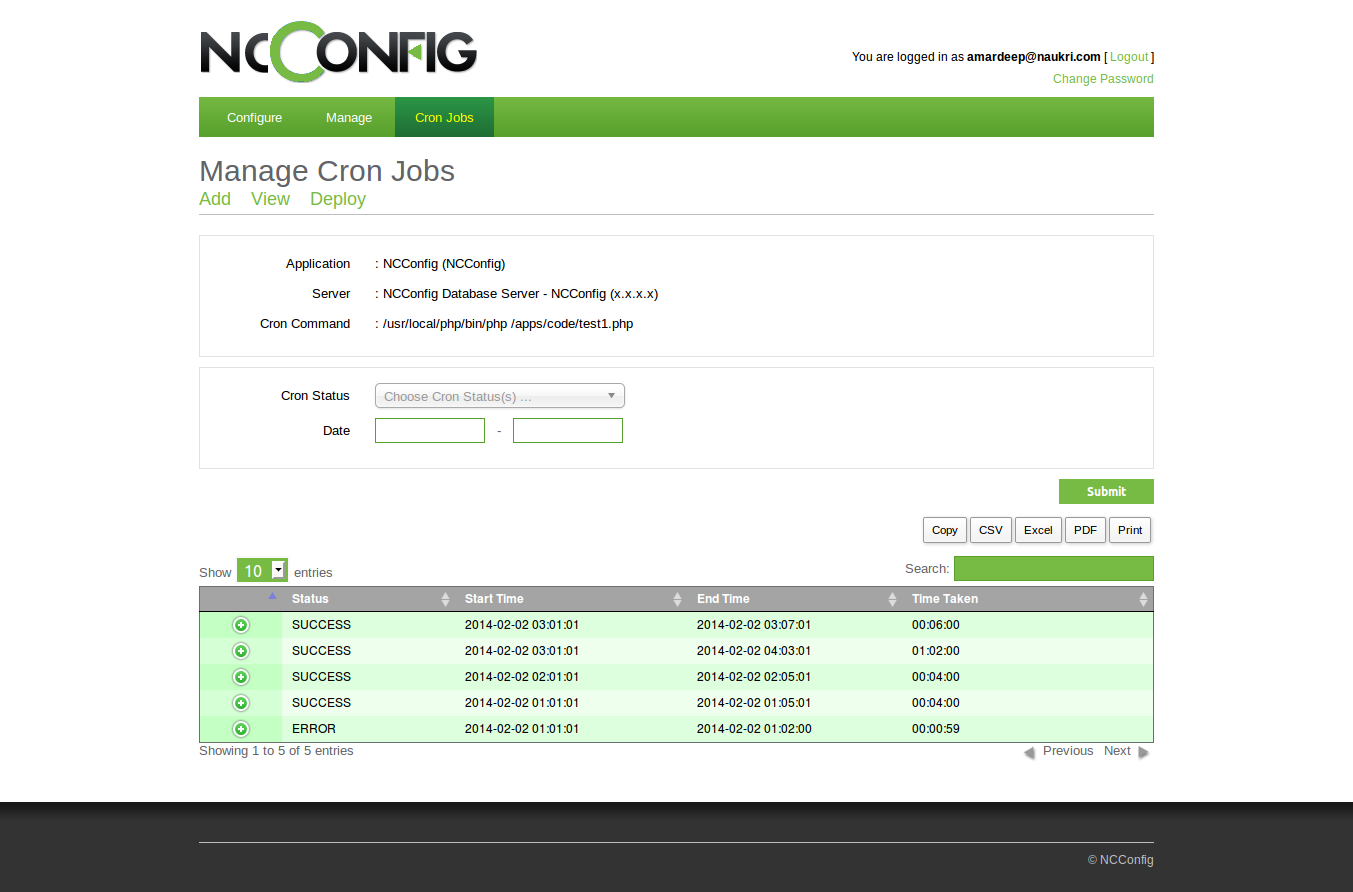 NCCONFIG
You are logged in as amardeep@naukri.com [ Logout ]
Change Password
Configure Manage Cron Jobs
Manage Cron Jobs
Add View Deploy
Application : NCConfig (NCConfig)
Server : NCConfig Database Server - NCConfig (x.x.x.x)
Cron Command : /usr/local/php/bin/php /apps/code/test1.php
Cron Status Choose Cron Status(s) ...
Date -
Submit
Copy CSV Excel PDF Print
Show 10 entries Search:
Status Start Time End Time Time Taken
SUCCESS 2014-02-02 03:01:01 2014-02-02 03:07:01 00:06:00
SUCCESS 2014-02-02 03:01:01 2014-02-02 04:03:01 01:02:00
SUCCESS 2014-02-02 02:01:01 2014-02-02 02:05:01 00:04:00
SUCCESS 2014-02-02 01:01:01 2014-02-02 01:05:01 00:04:00
ERROR 2014-02-02 01:01:01 2014-02-02 01:02:00 00:00:59
Showing 1 to 5 of 5 entries Previous Next
© NCConfig